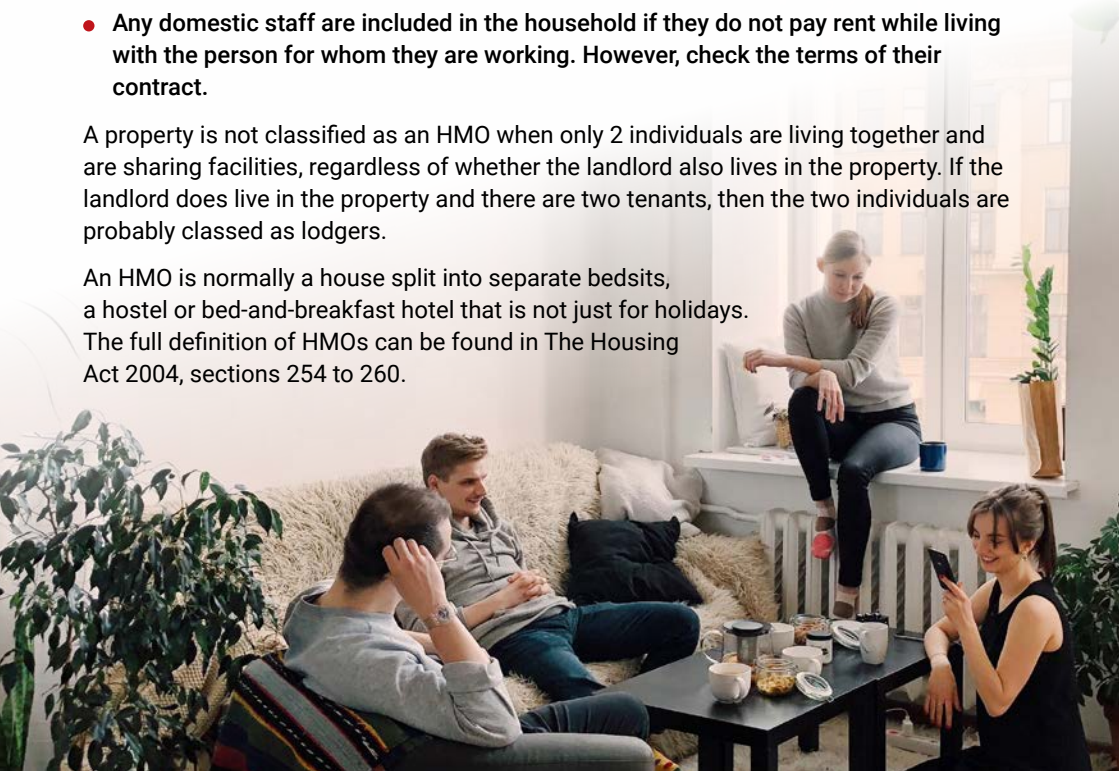 Any domestic staff are included in the household if they do not pay rent while living
with the person for whom they are working. However, check the terms of their
contract.
A property is not classified as an HMO when only 2 individuals are living together and
are sharing facilities, regardless of whether the landlord also lives in the property. If the
landlord does live in the property and there are two tenants, then the two individuals are
probably classed as lodgers.
An HMO is normally a house split into separate bedsits,
a hostel or bed-and-breakfast hotel that is not just for holidays.
The full definition of HMOs can be found in The Housing
Act 2004, sections 254 to 260.